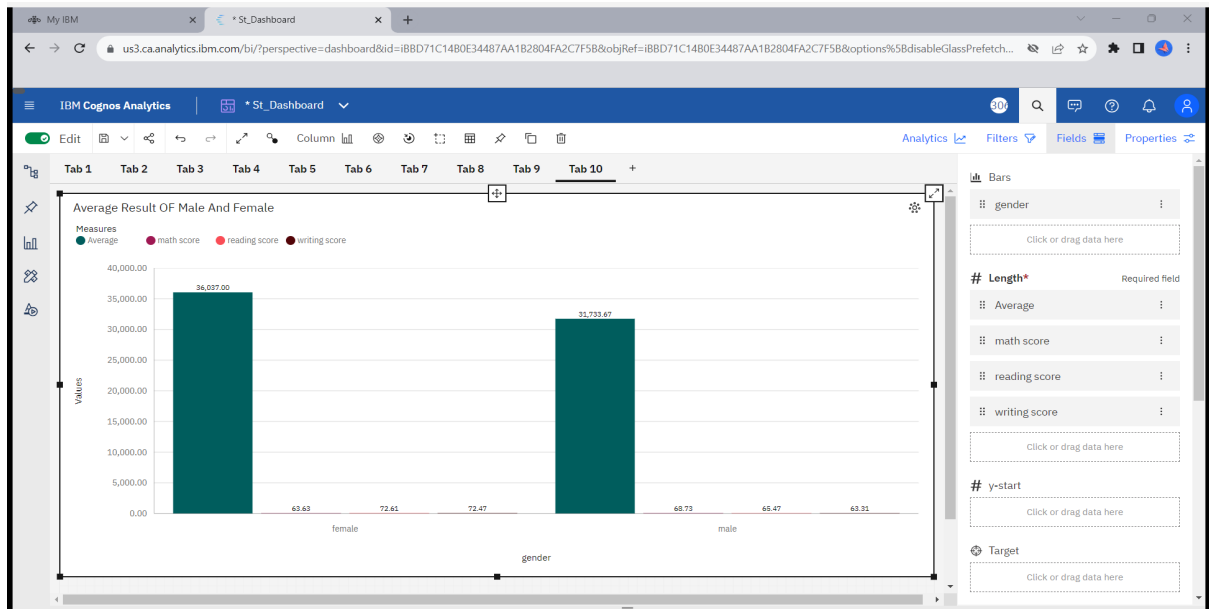 My IBM
* St_Dashboard
us3.ca.analytics.ibm.com/bi/?perspective=dashboard&id=iBBD71C14B0E34487AA1B2804FA2C7F5B&objRef=iBBD71C14B0E34487AA1B2804FA2C7F5B&options%5BdisableGlassPrefetch...
IBM Cognos Analytics
* St_Dashboard
Edit
Column
Analytics
Filters
Fields
Properties
Tab 1 Tab 2 Tab 3 Tab 4 Tab 5 Tab 6 Tab 7 Tab 8 Tab 9 Tab 10 +
Average Result OF Male And Female
Measures
Average math score reading score writing score
40,000.00
35,000.00
30,000.00
25,000.00
20,000.00
15,000.00
10,000.00
5,000.00
0.00
Values
36,037.00
63.63
72.61
72.47
31,733.67
68.73
65.47
63.31
female
male
gender
Bars
gender
Click or drag data here
# Length*
Required field
Average
math score
reading score
writing score
Click or drag data here
# y-start
Click or drag data here
Target
Click or drag data here